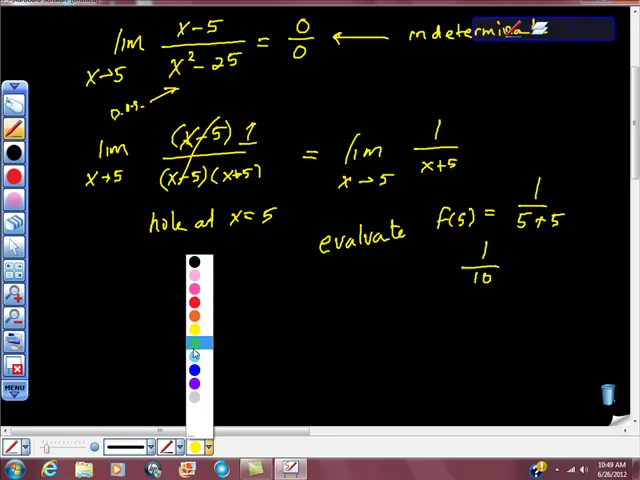 lim x→5 x-5 / x² - 25 = 0/0 ←
D.O.S.
lim x→5 (x-5) 1 / (x-5)(x+5) = lim x→5 1 / x+5
hole at x = 5
evaluate f(5) = 1 / 5+5
1/10
MENU
10:49 AM
6/26/2012